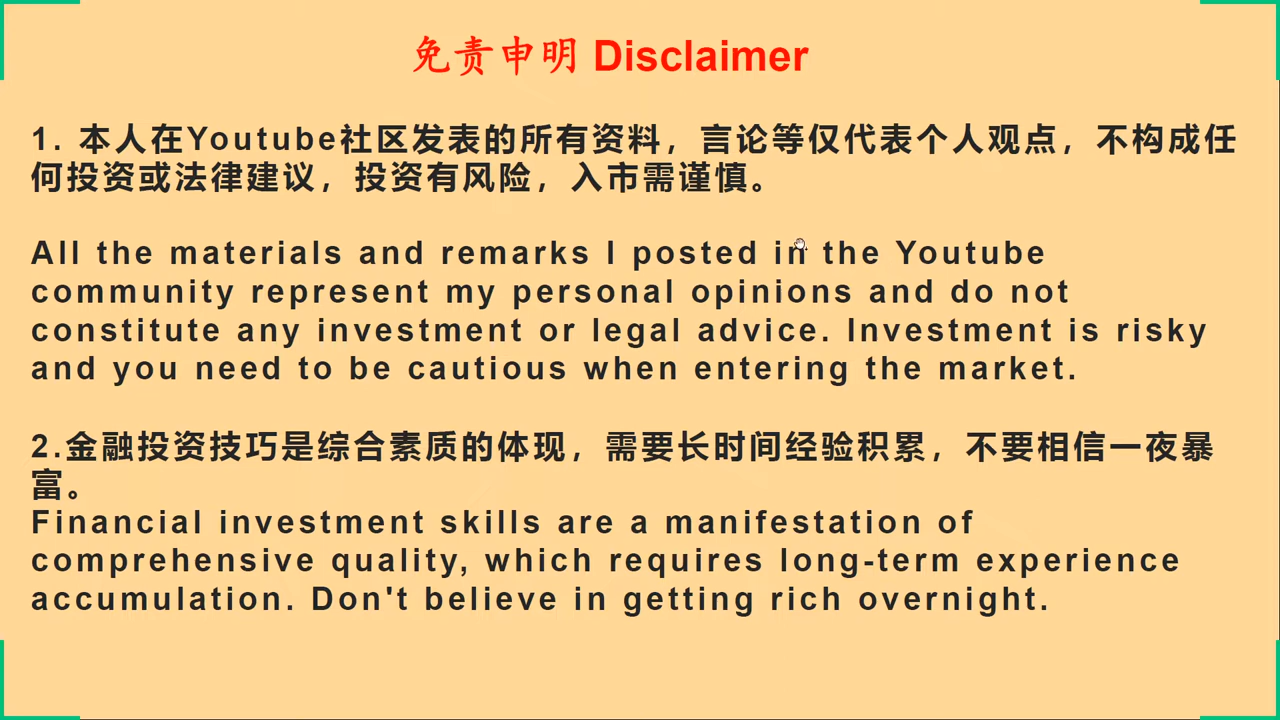 免责申明 Disclaimer
1. 本人在Youtube社区发表的所有资料，言论等仅代表个人观点，不构成任
何投资或法律建议，投资有风险，入市需谨慎。
All the materials and remarks I posted in the Youtube
community represent my personal opinions and do not
constitute any investment or legal advice. Investment is risky
and you need to be cautious when entering the market.
2.金融投资技巧是综合素质的体现，需要长时间经验积累，不要相信一夜暴
富。
Financial investment skills are a manifestation of
comprehensive quality, which requires long-term experience
accumulation. Don't believe in getting rich overnight.